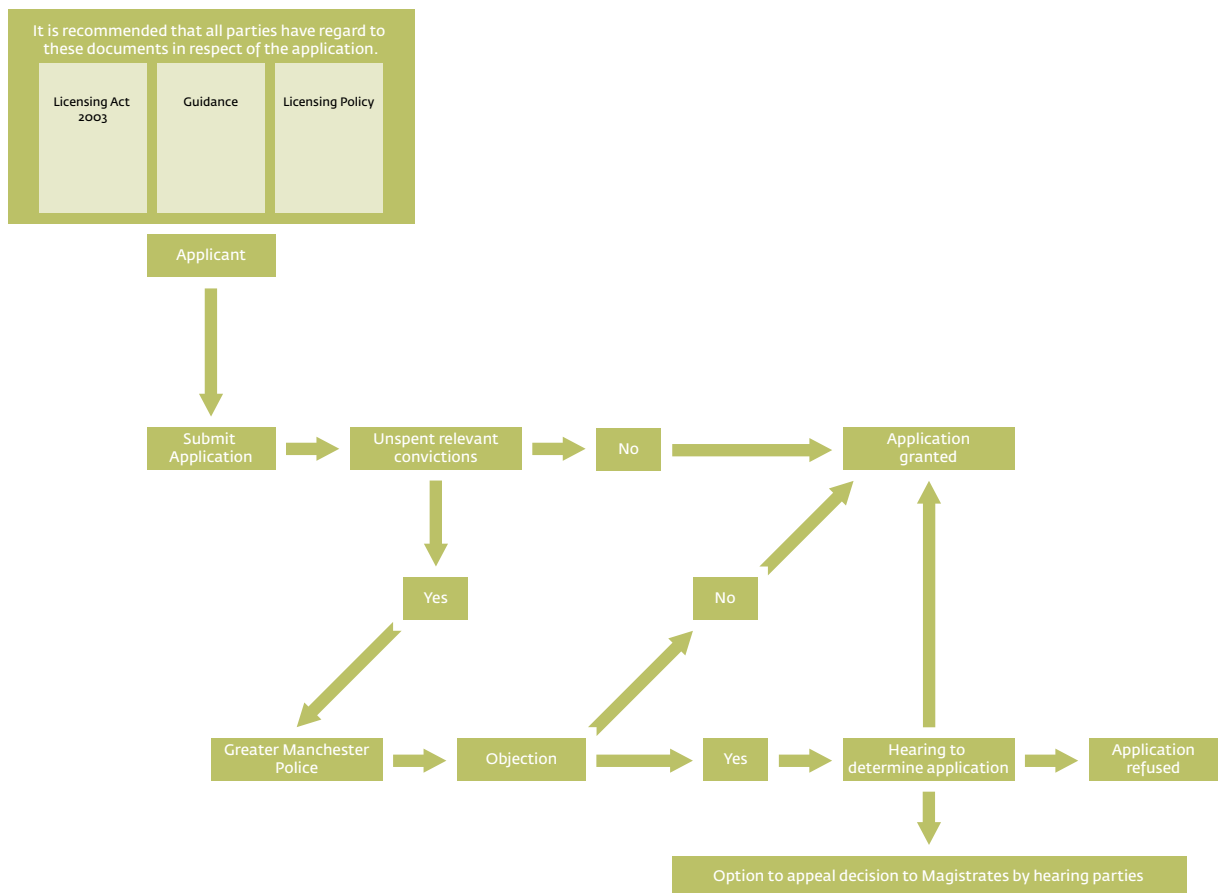 It is recommended that all parties have regard to
these documents in respect of the application.
Licensing Act
2003
Guidance
Licensing Policy
Applicant
Submit
Application
Unspent relevant
convictions
No
Application
granted
Yes
No
Greater Manchester
Police
Objection
Yes
Hearing to
determine application
Application
refused
Option to appeal decision to Magistrates by hearing parties